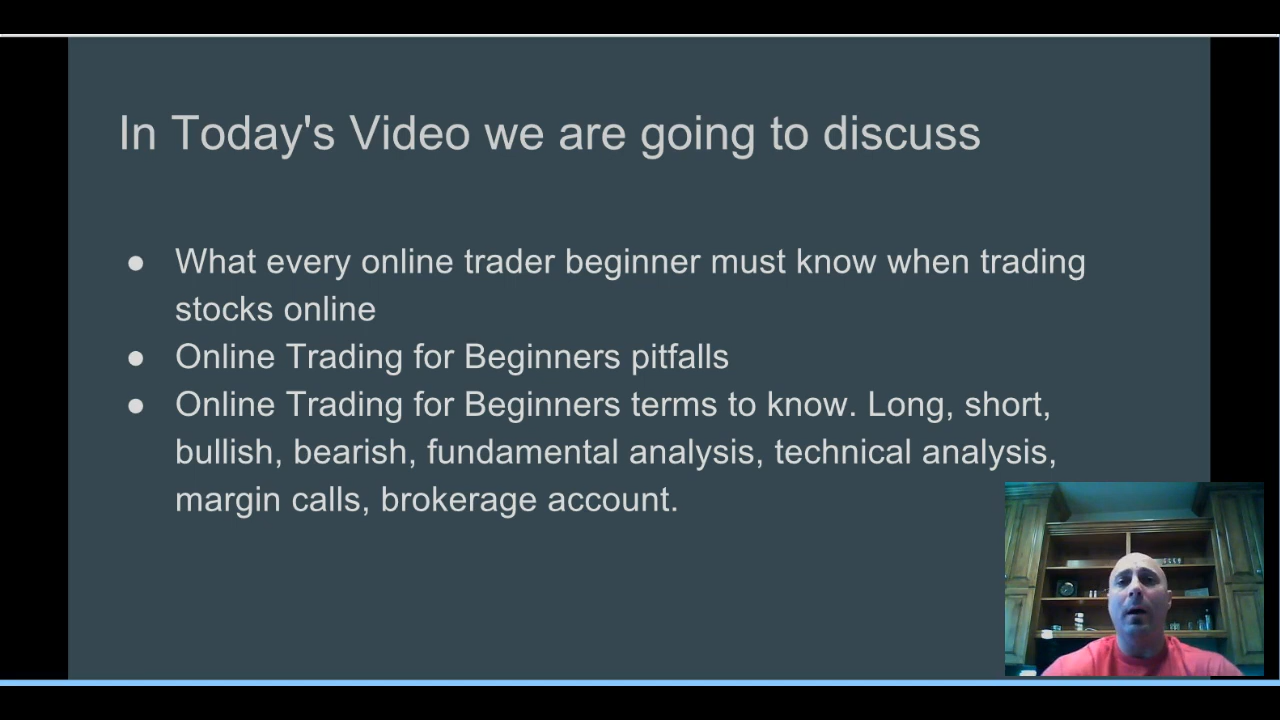 In Today's Video we are going to discuss
● What every online trader beginner must know when trading
stocks online
● Online Trading for Beginners pitfalls
● Online Trading for Beginners terms to know. Long, short,
bullish, bearish, fundamental analysis, technical analysis,
margin calls, brokerage account.